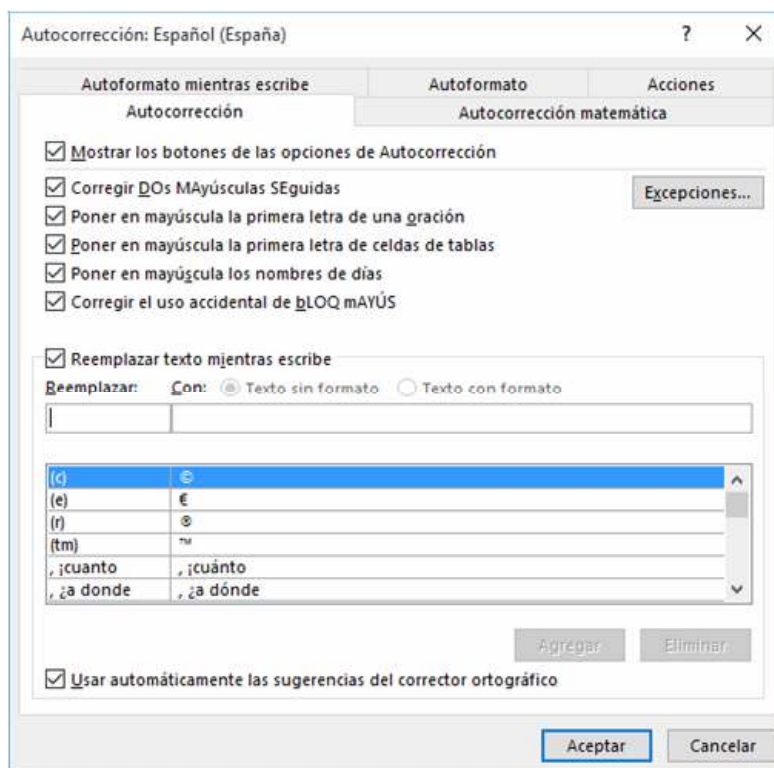 Autocorrección: Español (España)
Autoformato mientras escribe Autoformato Acciones
Autocorrección Autocorrección matemática
Mostrar los botones de las opciones de Autocorrección
Corregir DOs MAyúsculas SEguidas Excepciones...
Poner en mayúscula la primera letra de una oración
Poner en mayúscula la primera letra de celdas de tablas
Poner en mayúscula los nombres de días
Corregir el uso accidental de bLOQ mAYÚS
Reemplazar texto mientras escribe
Reemplazar: Con: Texto sin formato Texto con formato
(c) ©
(e) €
(r) ®
(tm) ™
, ¡cuanto , ¡cuánto
, ¿a donde , ¿a dónde
Agregar Eliminar
Usar automáticamente las sugerencias del corrector ortográfico
Aceptar Cancelar